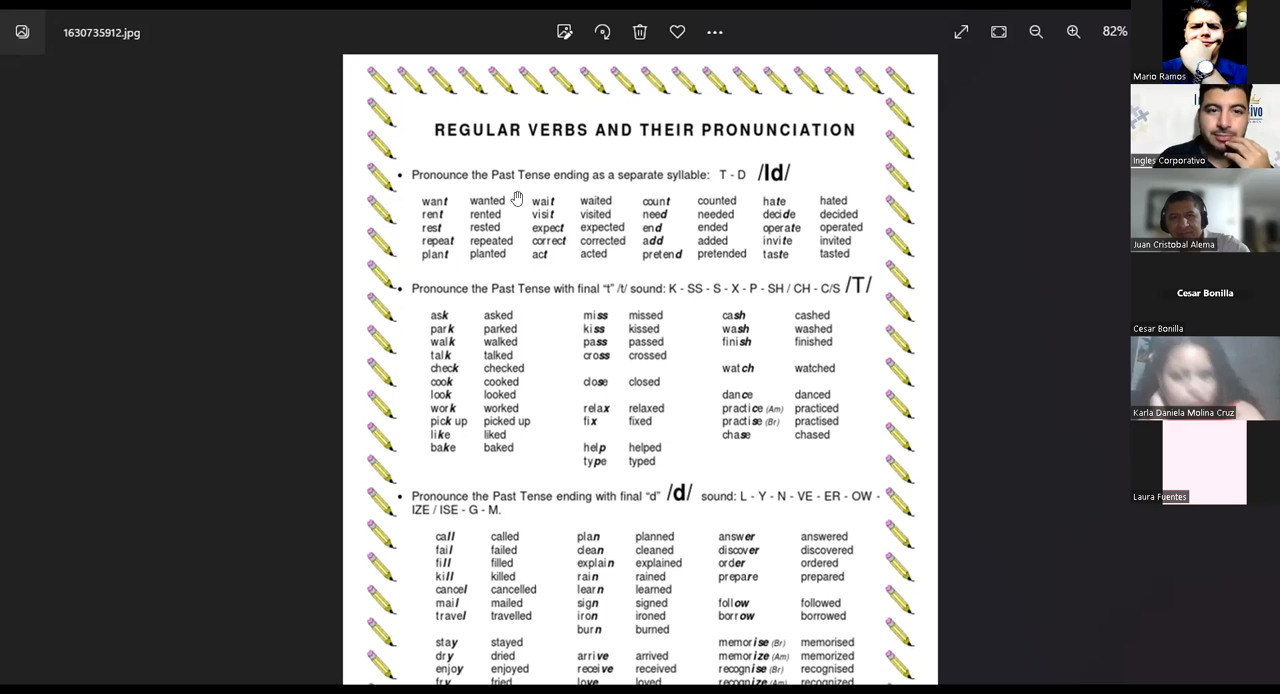 1630735912.jpg
82%
REGULAR VERBS AND THEIR PRONUNCIATION
• Pronounce the Past Tense ending as a separate syllable: T - D /Id/
want wanted wait waited count counted hate hated
rent rented visit visited need needed decide decided
rest rested expect expected end ended operate operated
repeat repeated correct corrected add added invite invited
plant planted act acted pretend pretended taste tasted
• Pronounce the Past Tense with final “t” /t/ sound: K - SS - S - X - P - SH / CH - C/S /T/
ask asked miss missed cash cashed
park parked kiss kissed wash washed
walk walked pass passed finish finished
talk talked cross crossed
check checked watch watched
cook cooked close closed
look looked dance danced
work worked relax relaxed practice (Am) practiced
pick up picked up fix fixed practise (Br) practised
like liked chase chased
bake baked help helped
type typed
• Pronounce the Past Tense ending with final “d” /d/ sound: L - Y - N - VE - ER - OW -
IZE / ISE - G - M.
call called plan planned answer answered
fail failed clean cleaned discover discovered
fill filled explain explained order ordered
kill killed rain rained prepare prepared
cancel cancelled learn learned
mail mailed sign signed follow followed
travel travelled iron ironed borrow borrowed
burn burned
stay stayed memorise (Br) memorised
dry dried arrive arrived memorize (Am) memorized
enjoy enjoyed receive received recognise (Br) recognised
fry fried love loved recognize (Am) recognized
Mario Ramos
Ingles Corporativo
Juan Cristobal Alema
Cesar Bonilla
Cesar Bonilla
Karla Daniela Molina Cruz
Laura Fuentes